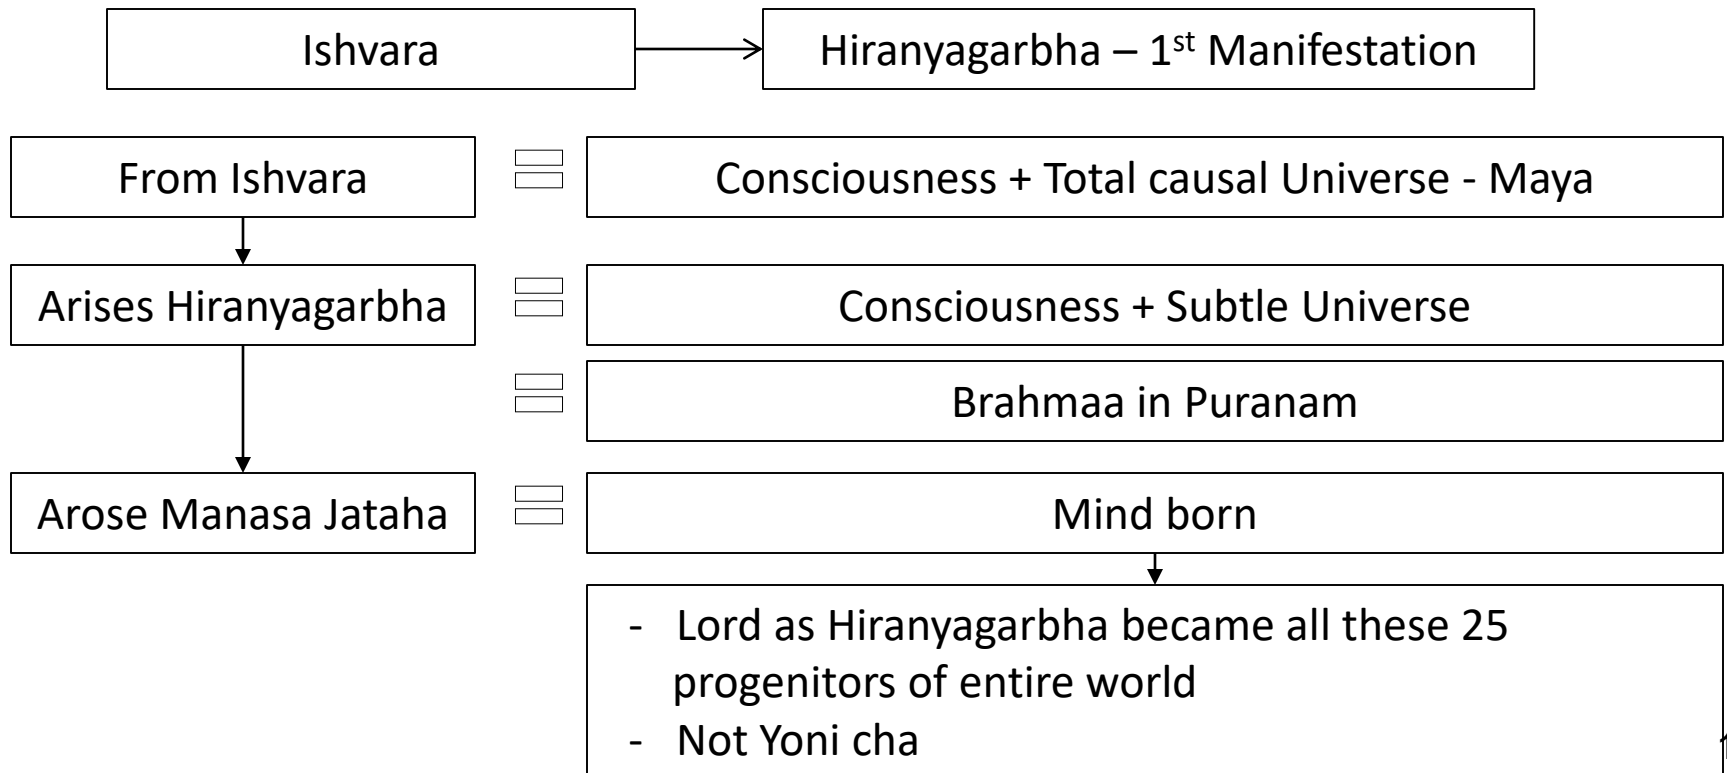 Ishvara
Hiranyagarbha – 1st Manifestation
From Ishvara
Consciousness + Total causal Universe - Maya
Arises Hiranyagarbha
Consciousness + Subtle Universe
Brahmaa in Puranam
Arose Manasa Jataha
Mind born
- Lord as Hiranyagarbha became all these 25
progenitors of entire world
- Not Yoni cha